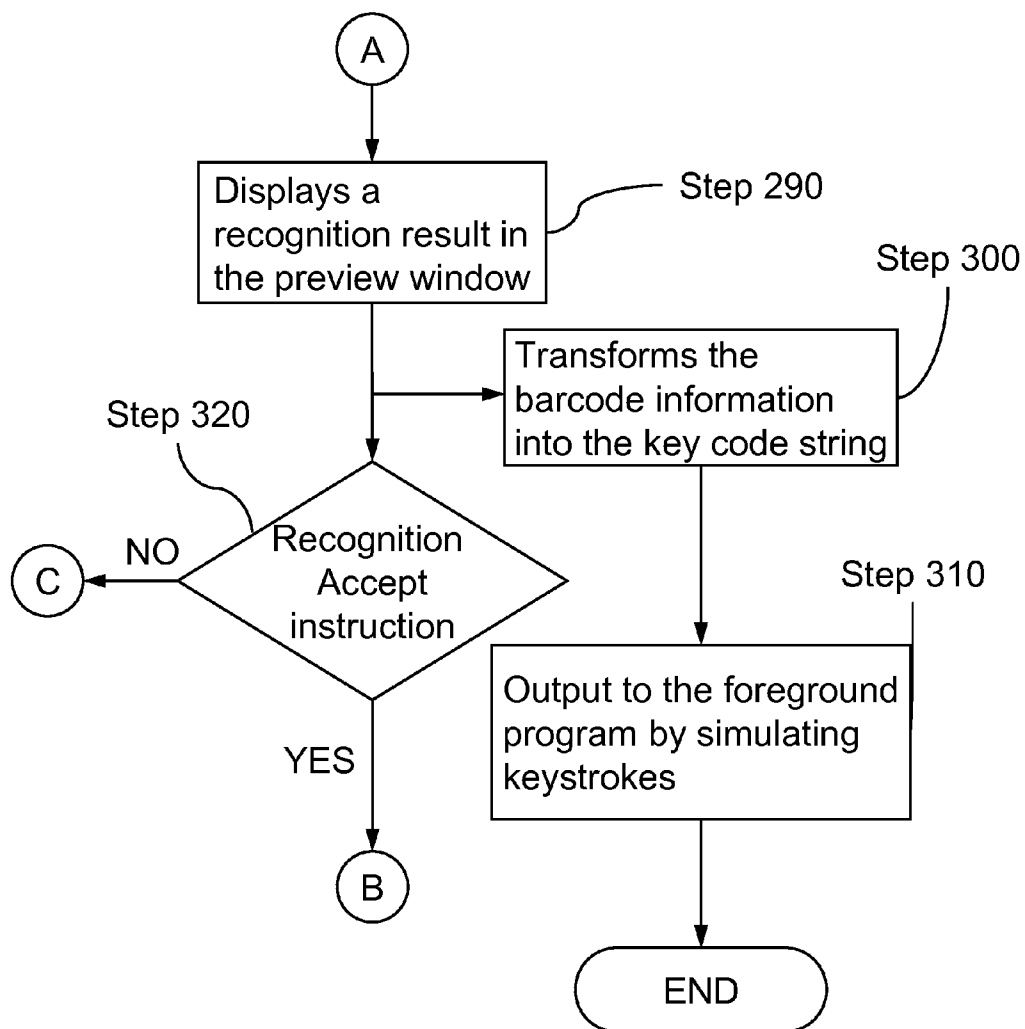 A
Displays a
recognition result in
the preview window
Step 290
Step 300
Transforms the
barcode information
into the key code string
Step 320
Recognition
Accept
instruction
NO
C
YES
B
Step 310
Output to the foreground
program by simulating
keystrokes
END